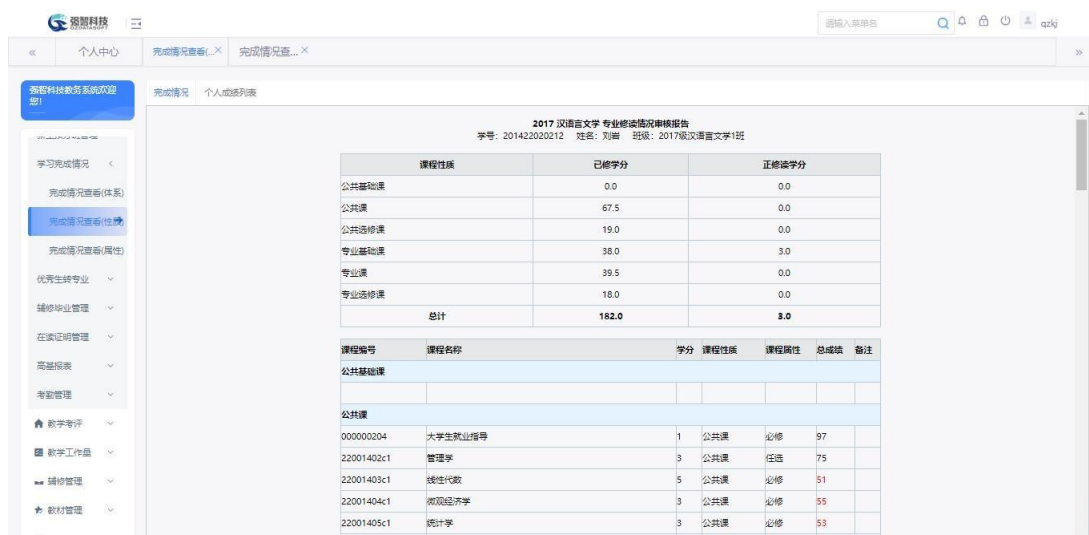 强智科技
QZDATASOFT
请输入菜单名
qzkj
«
个人中心
完成情况查看(...×
完成情况查...×
»
强智科技教务系统欢迎您!
完成情况 个人成绩列表
学习完成情况
完成情况查看(体系)
完成情况查看(性质)
完成情况查看(属性)
优秀生转专业
辅修毕业管理
在读证明管理
高基报表
考勤管理
教学考评
教学工作量
辅修管理
教材管理
2017 汉语言文学 专业修读情况审核报告
学号: 201422020212 姓名: 刘岩 班级: 2017级汉语言文学1班
课程性质 已修学分 正修读学分
公共基础课 0.0 0.0
公共课 67.5 0.0
公共选修课 19.0 0.0
专业基础课 38.0 3.0
专业课 39.5 0.0
专业选修课 18.0 0.0
总计 182.0 3.0
课程编号 课程名称 学分 课程性质 课程属性 总成绩 备注
公共基础课
公共课
000000204 大学生就业指导 1 公共课 必修 97
22001402c1 管理学 3 公共课 任选 75
22001403c1 线性代数 5 公共课 必修 51
22001404c1 微观经济学 3 公共课 必修 55
22001405c1 统计学 3 公共课 必修 53